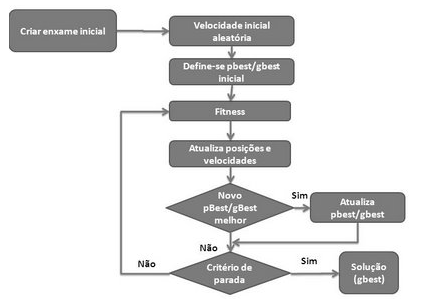 Criar enxame inicial
Velocidade inicial
aleatória
Define-se pbest/gbest
inicial
Fitness
Atualiza posições e
velocidades
Novo
pBest/gBest
melhor
Sim
Atualiza
pbest/gbest
Não
Critério de
parada
Não
Sim
Solução
(gbest)